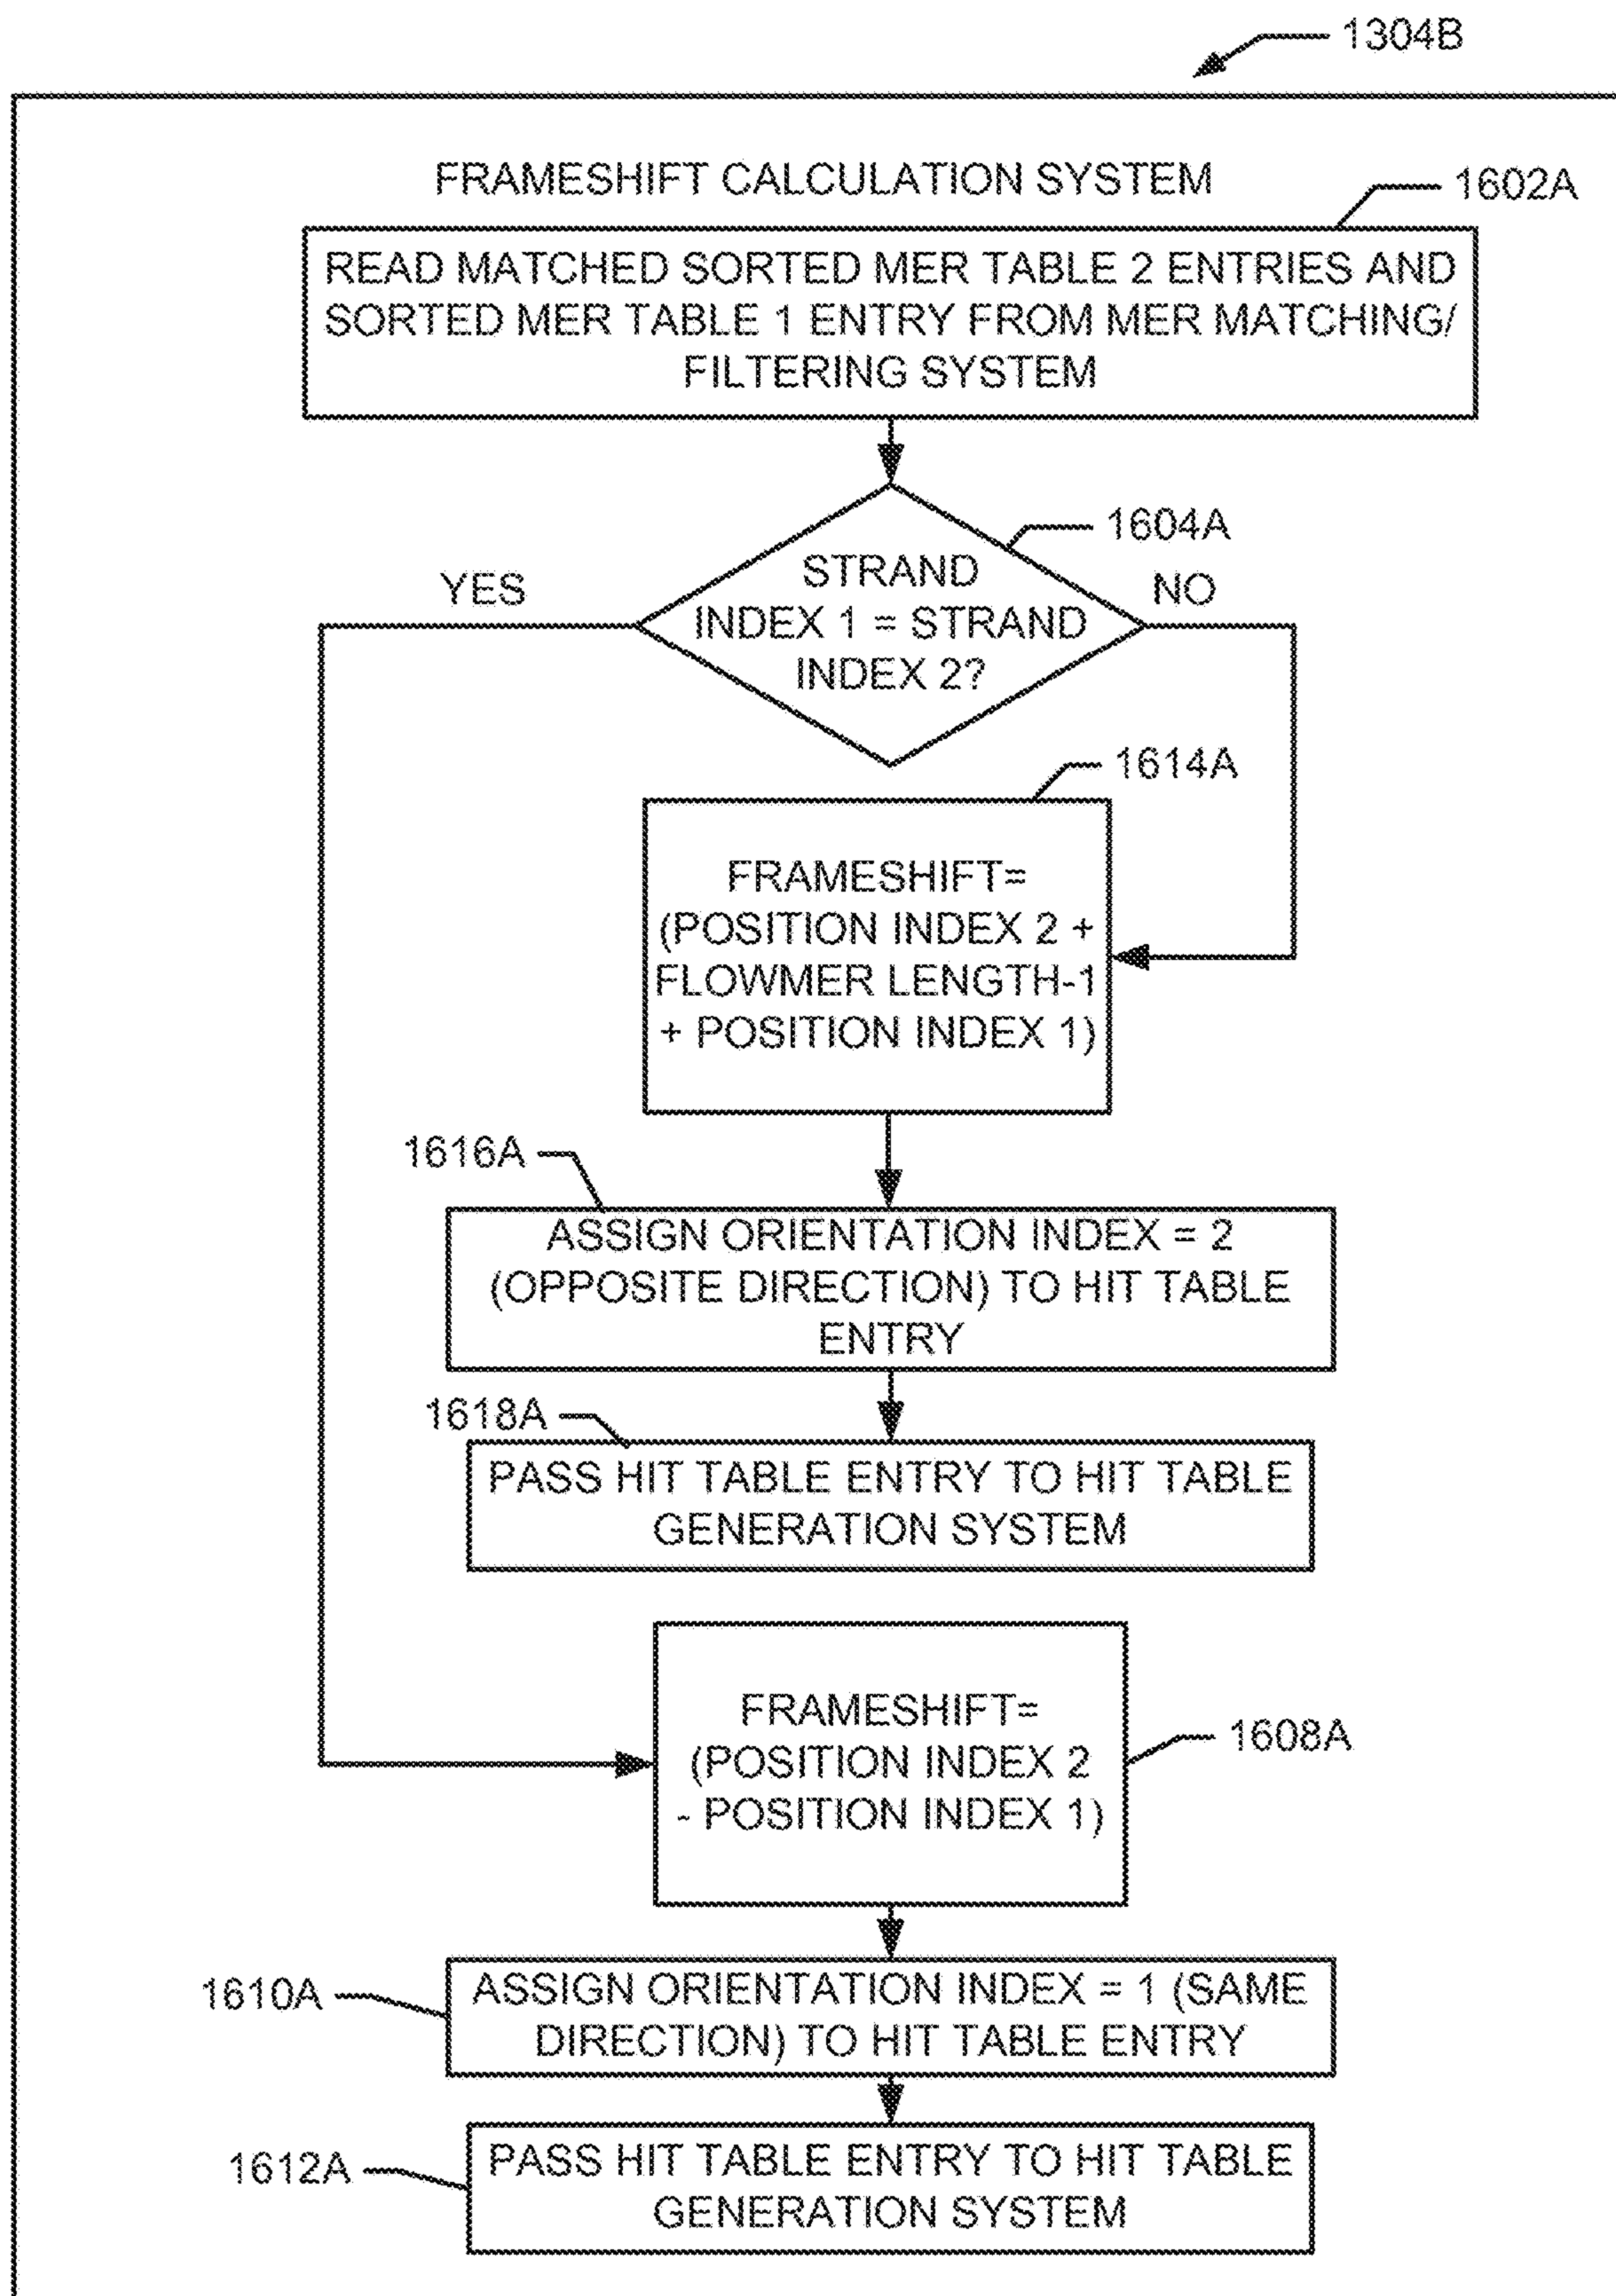 1304B
FRAMESHIFT CALCULATION SYSTEM
1602A
READ MATCHED SORTED MER TABLE 2 ENTRIES AND
SORTED MER TABLE 1 ENTRY FROM MER MATCHING/
FILTERING SYSTEM
1604A
YES
NO
STRAND
INDEX 1 = STRAND
INDEX 2?
1614A
FRAMESHIFT=
(POSITION INDEX 2 +
FLOWMER LENGTH-1
+ POSITION INDEX 1)
1616A
ASSIGN ORIENTATION INDEX = 2
(OPPOSITE DIRECTION) TO HIT TABLE
ENTRY
1618A
PASS HIT TABLE ENTRY TO HIT TABLE
GENERATION SYSTEM
FRAMESHIFT=
(POSITION INDEX 2
- POSITION INDEX 1)
1608A
1610A
ASSIGN ORIENTATION INDEX = 1 (SAME
DIRECTION) TO HIT TABLE ENTRY
1612A
PASS HIT TABLE ENTRY TO HIT TABLE
GENERATION SYSTEM